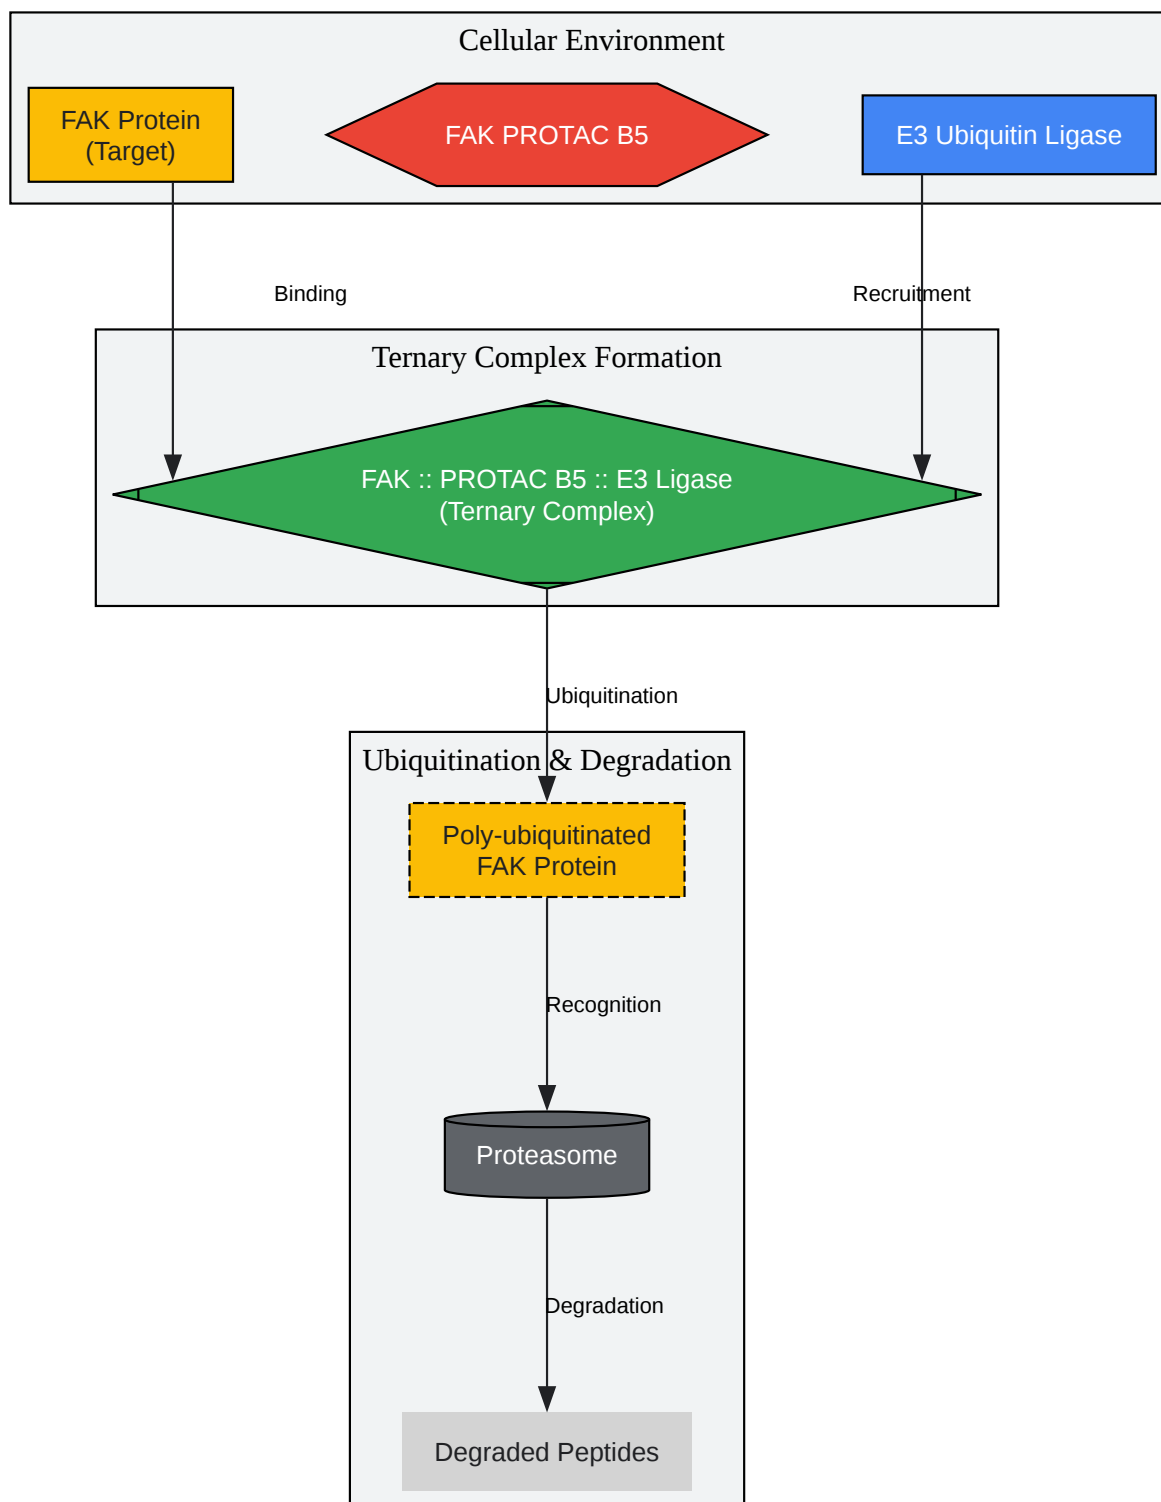 Cellular Environment
FAK Protein
(Target)
FAK PROTAC B5
E3 Ubiquitin Ligase
Binding
Recruitment
Ternary Complex Formation
FAK :: PROTAC B5 :: E3 Ligase
(Ternary Complex)
Ubiquitination
Ubiquitination & Degradation
Poly-ubiquitinated
FAK Protein
Recognition
Proteasome
Degradation
Degraded Peptides